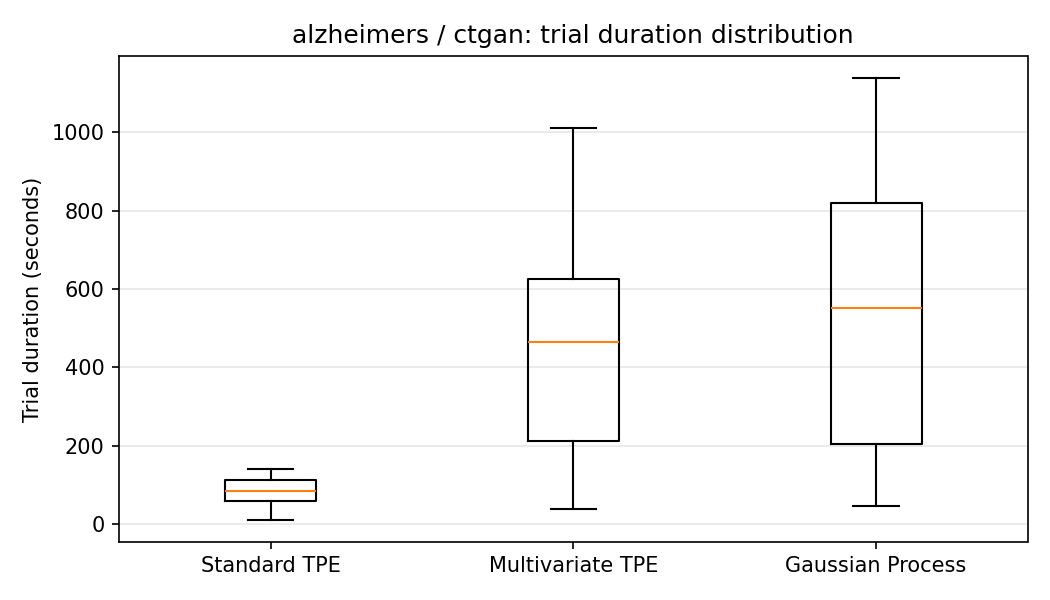 alzheimers / ctgan: trial duration distribution
Trial duration (seconds)
1000
800
600
400
200
0
Standard TPE
Multivariate TPE
Gaussian Process